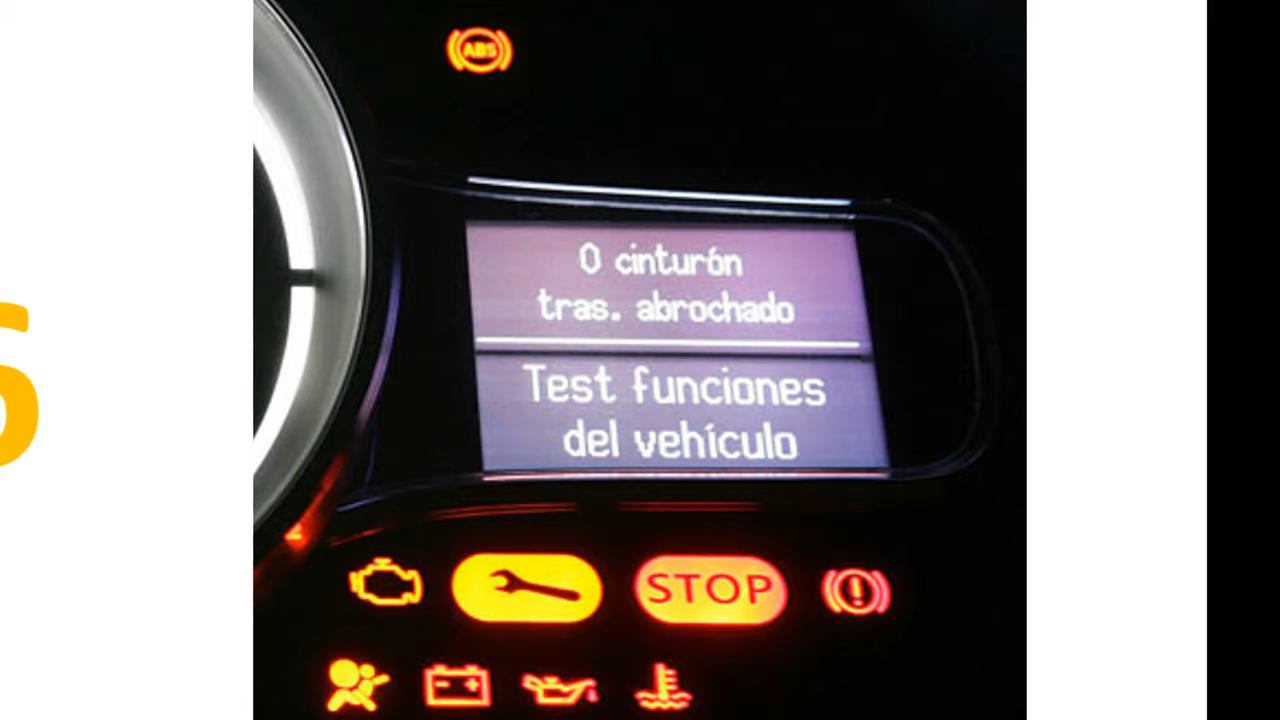 ABS
0 cinturón
tras. abrochado
Test funciones
del vehículo
STOP